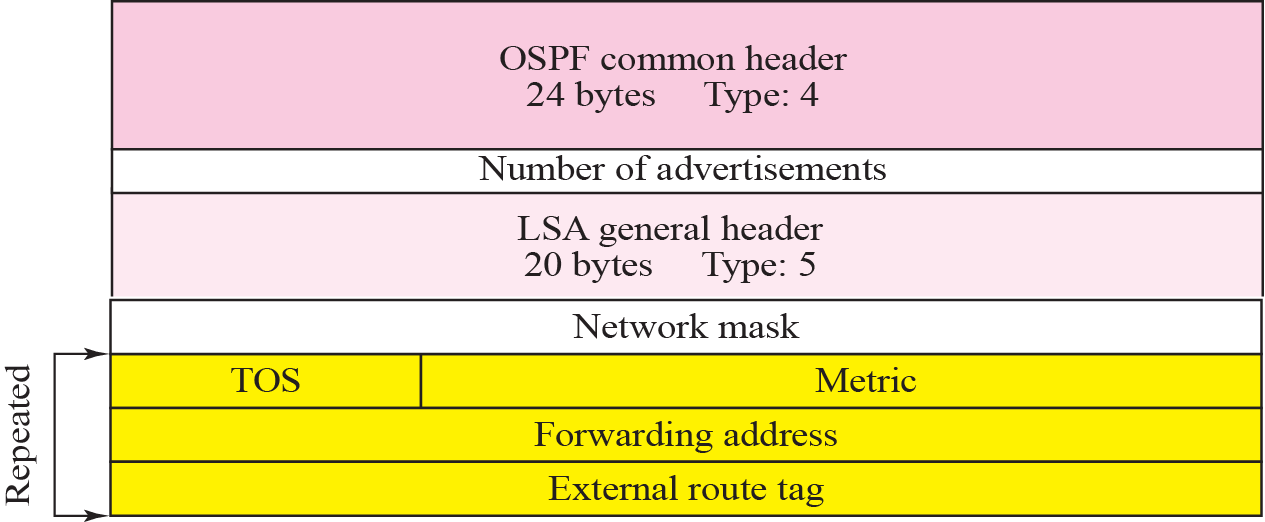 OSPF common header
24 bytes Type: 4
Number of advertisements
LSA general header
20 bytes Type: 5
Network mask
Repeated
TOS Metric
Forwarding address
External route tag